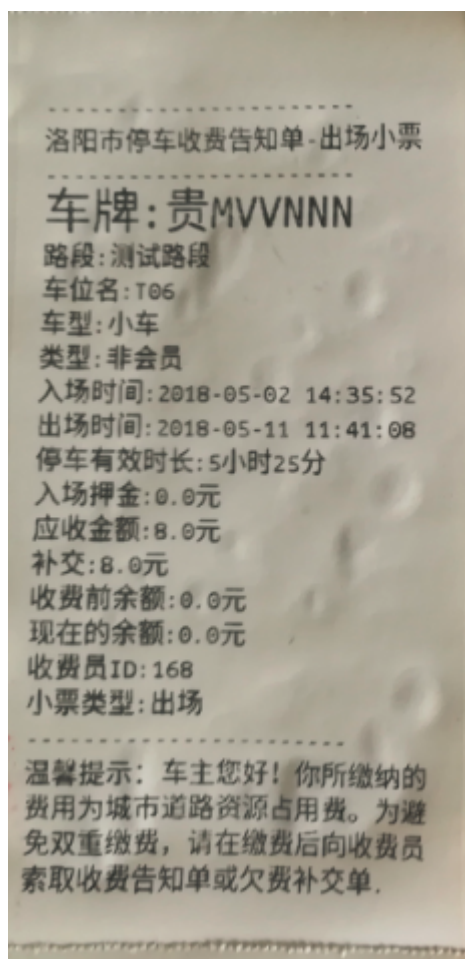 洛阳市停车收费告知单-出场小票
车牌:贵MVVNNN
路段:测试路段
车位名:T06
车型:小车
类型:非会员
入场时间:2018-05-02 14:35:52
出场时间:2018-05-11 11:41:08
停车有效时长:5小时25分
入场押金:0.0元
应收金额:8.0元
补交:8.0元
收费前余额:0.0元
现在的余额:0.0元
收费员ID:168
小票类型:出场
温馨提示：车主您好！你所缴纳的
费用为城市道路资源占用费。为避
免双重缴费，请在缴费后向收费员
索取收费告知单或欠费补交单.